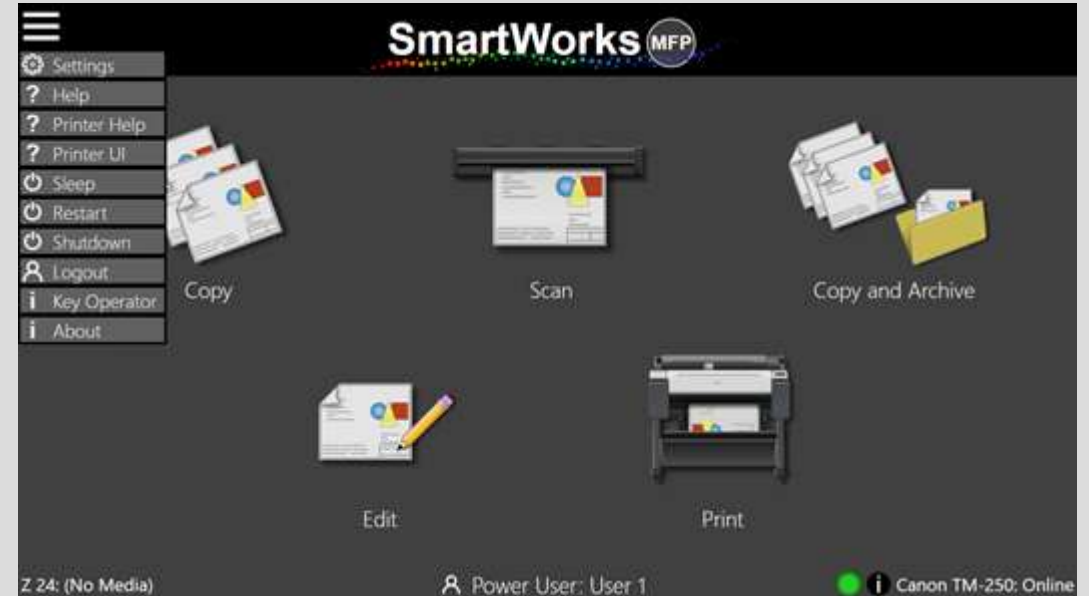 SmartWorks MFP
Settings
? Help
? Printer Help
? Printer UI
Sleep
Restart
Shutdown
Logout
i Key Operator
i About
Copy
Scan
Copy and Archive
Edit
Print
Z 24: (No Media)
Power User: User 1
i Canon TM-250: Online